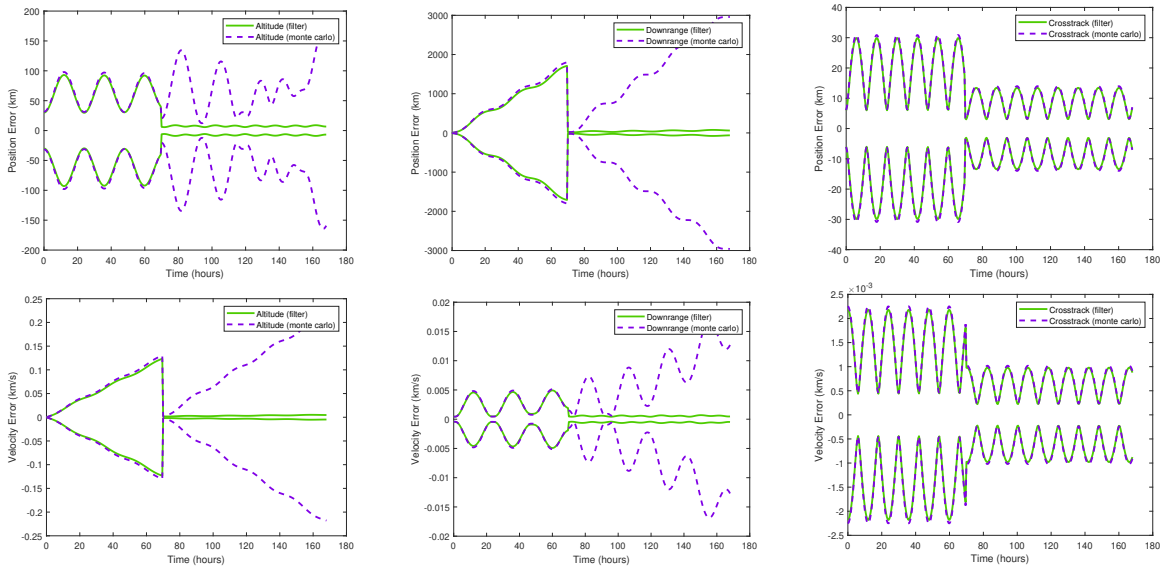 Altitude (filter)
Altitude (monte carlo)
Position Error (km)
200
150
100
50
0
-50
-100
-150
-200
0 20 40 60 80 100 120 140 160 180
Time (hours)
Downrange (filter)
Downrange (monte carlo)
Position Error (km)
3000
2000
1000
0
-1000
-2000
-3000
0 20 40 60 80 100 120 140 160 180
Time (hours)
Crosstrack (filter)
Crosstrack (monte carlo)
Position Error (km)
40
30
20
10
0
-10
-20
-30
-40
0 20 40 60 80 100 120 140 160 180
Time (hours)
Altitude (filter)
Altitude (monte carlo)
Velocity Error (km/s)
0.25
0.2
0.15
0.1
0.05
0
-0.05
-0.1
-0.15
-0.2
-0.25
0 20 40 60 80 100 120 140 160 180
Time (hours)
Downrange (filter)
Downrange (monte carlo)
Velocity Error (km/s)
0.02
0.015
0.01
0.005
0
-0.005
-0.01
-0.015
-0.02
0 20 40 60 80 100 120 140 160 180
Time (hours)
×10⁻³
Crosstrack (filter)
Crosstrack (monte carlo)
Velocity Error (km/s)
2.5
2
1.5
1
0.5
0
-0.5
-1
-1.5
-2
-2.5
0 20 40 60 80 100 120 140 160 180
Time (hours)